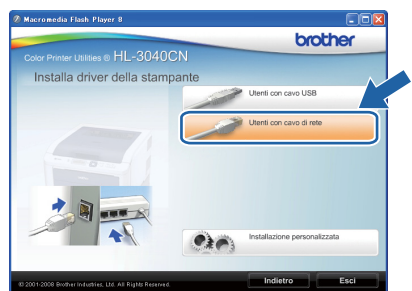 Macromedia Flash Player 8
brother
Color Printer Utilities ® HL-3040CN
Installa driver della stampante
Utenti con cavo USB
Utenti con cavo di rete
Installazione personalizzata
© 2001-2008 Brother Industries, Ltd. All Rights Reserved.
Indietro
Esci